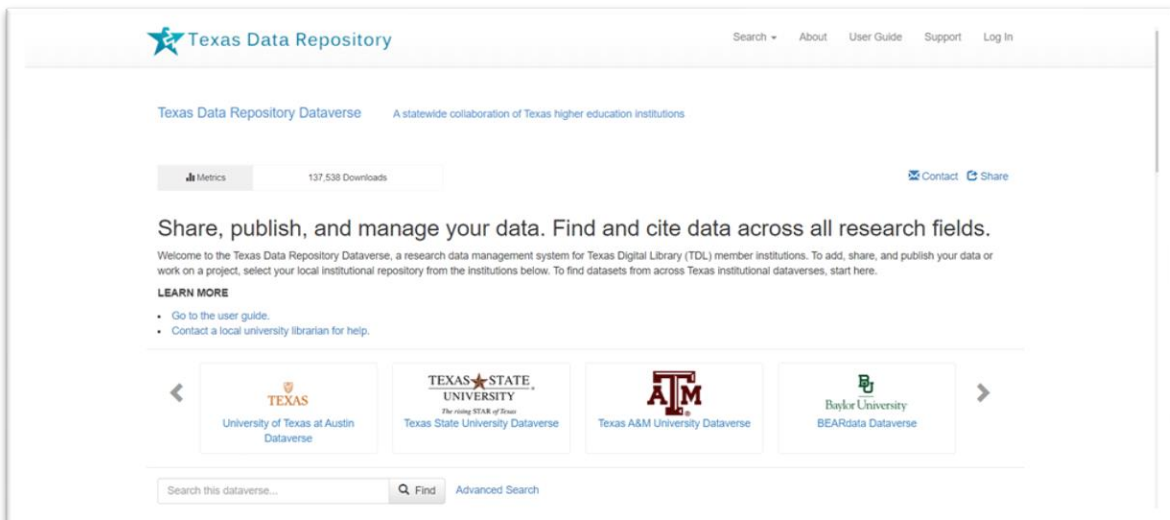 Texas Data Repository
Search About User Guide Support Log In
Texas Data Repository Dataverse A statewide collaboration of Texas higher education institutions
Metrics 137,538 Downloads
Contact Share
Share, publish, and manage your data. Find and cite data across all research fields.
Welcome to the Texas Data Repository Dataverse, a research data management system for Texas Digital Library (TDL) member institutions. To add, share, and publish your data or
work on a project, select your local institutional repository from the institutions below. To find datasets from across Texas institutional dataverses, start here.
LEARN MORE
• Go to the user guide.
• Contact a local university librarian for help.
TEXAS
University of Texas at Austin
Dataverse
TEXAS STATE
UNIVERSITY
The rising STAR of Texas
Texas State University Dataverse
ATM
Texas A&M University Dataverse
BU
Baylor University
BEARdata Dataverse
Search this dataverse... Find Advanced Search